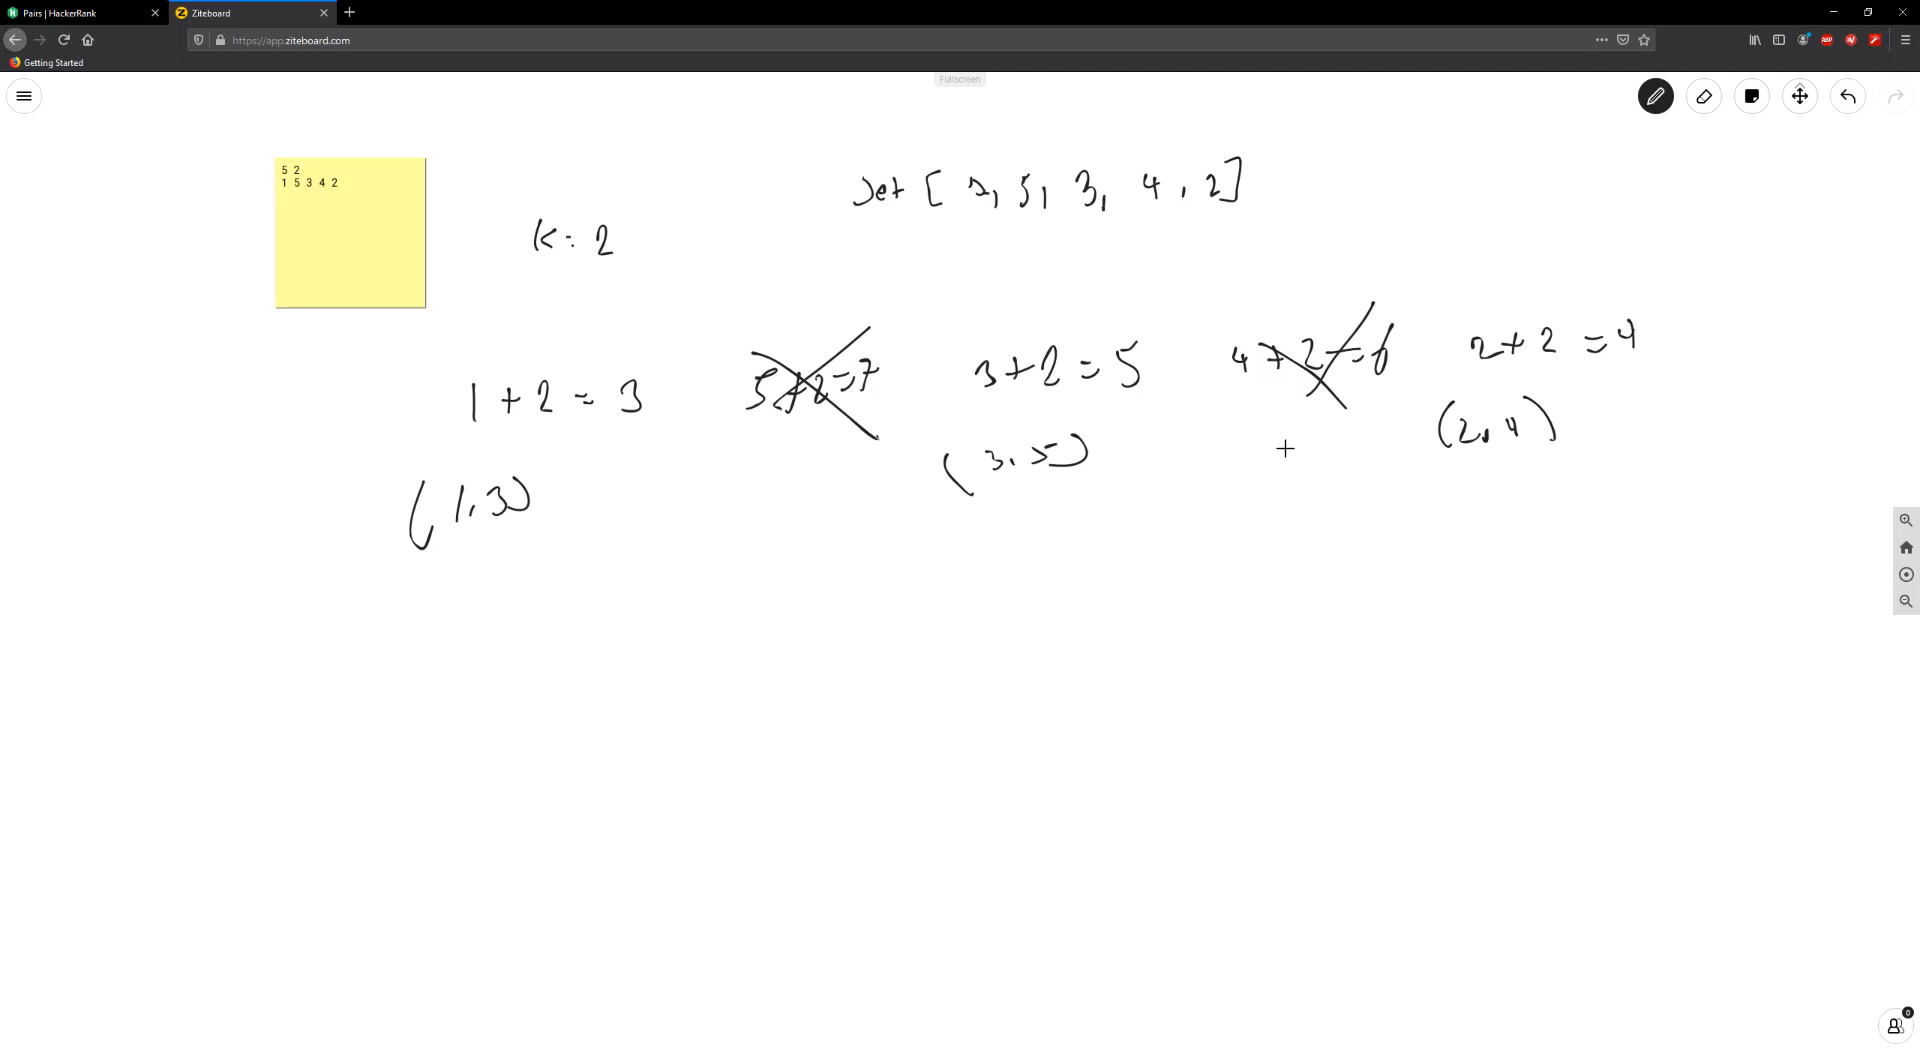 Pairs | HackerRank
Ziteboard
https://app.ziteboard.com
Getting Started
Fullscreen
5 2
1 5 3 4 2
Set [ 1, 5, 3, 4, 2]
K = 2
1 + 2 = 3
5 + 2 = 7
3 + 2 = 5
4 + 2 = 6
2 + 2 = 4
(1, 3)
(3, 5)
(2, 4)
ABP
0